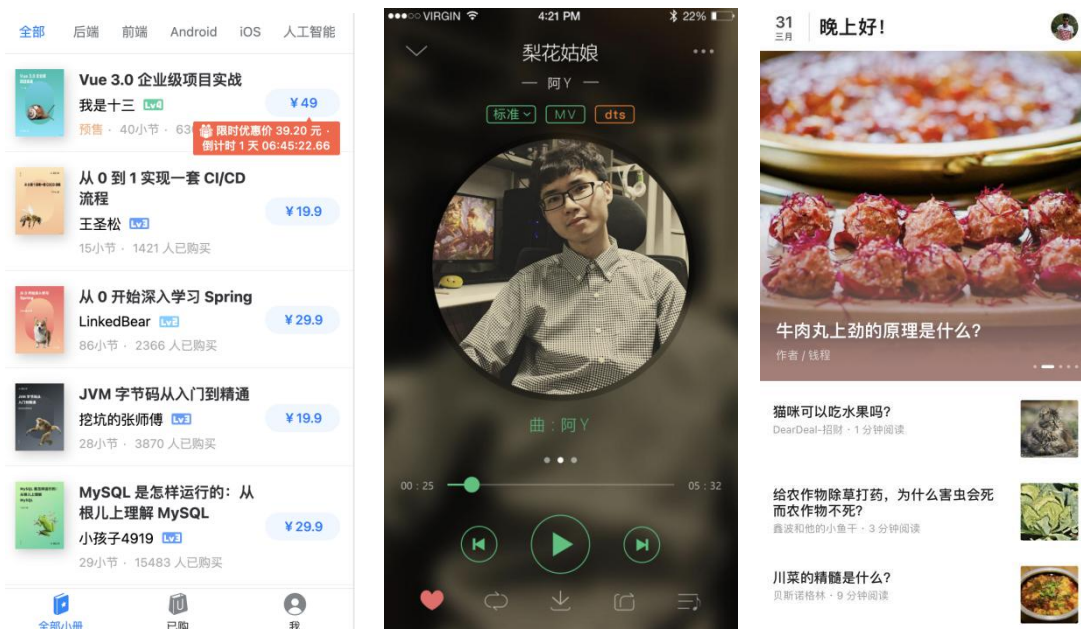 全部 后端 前端 Android iOS 人工智能
Vue 3.0 企业级项目实战
我是十三 Lv4
¥49
预售 · 40小节 · 63
限时优惠价 39.20 元 ·
倒计时 1 天 06:45:22.66
从 0 到 1 实现一套 CI/CD
流程
王圣松 Lv3
¥19.9
15小节 · 1421 人已购买
从 0 开始深入学习 Spring
LinkedBear Lv2
¥29.9
86小节 · 2366 人已购买
JVM 字节码从入门到精通
挖坑的张师傅 Lv3
¥19.9
28小节 · 3870 人已购买
MySQL 是怎样运行的：从
根儿上理解 MySQL
小孩子4919 Lv3
¥29.9
29小节 · 15483 人已购买
全部小册 已购 我
VIRGIN 4:21 PM 22%
梨花姑娘
— 阿Y —
标准 MV dts
曲 : 阿Y
00 : 25 05 : 32
31
三月
晚上好!
牛肉丸上劲的原理是什么?
作者 / 钱程
猫咪可以吃水果吗?
DearDeal-招财 · 1 分钟阅读
给农作物除草打药，为什么害虫会死
而农作物不死?
鑫波和他的小鱼干 · 3 分钟阅读
川菜的精髓是什么?
贝斯诺格林 · 9 分钟阅读